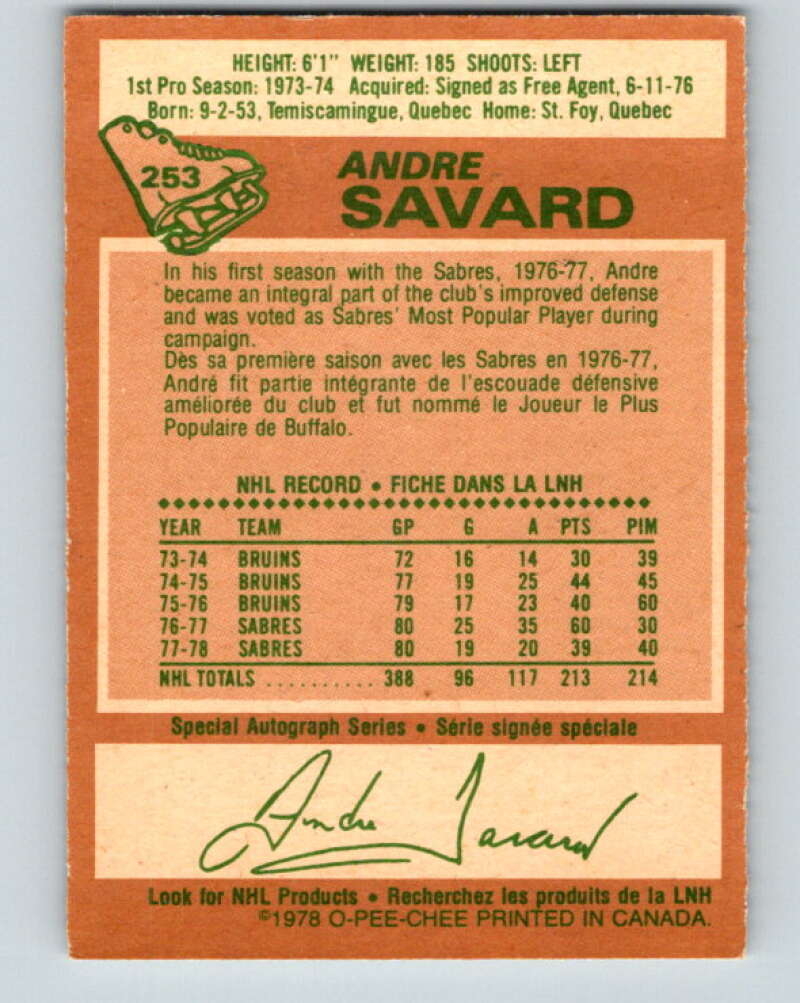 HEIGHT: 6'1" WEIGHT: 185 SHOOTS: LEFT
1st Pro Season: 1973-74 Acquired: Signed as Free Agent, 6-11-76
Born: 9-2-53, Temiscamingue, Quebec Home: St. Foy, Quebec
253
ANDRE
SAVARD
In his first season with the Sabres, 1976-77, Andre
became an integral part of the club's improved defense
and was voted as Sabres' Most Popular Player during
campaign.
Dès sa première saison avec les Sabres en 1976-77,
André fit partie intégrante de l'escouade défensive
améliorée du club et fut nommé le Joueur le Plus
Populaire de Buffalo.
NHL RECORD • FICHE DANS LA LNH
YEAR TEAM GP G A PTS PIM
73-74 BRUINS 72 16 14 30 39
74-75 BRUINS 77 19 25 44 45
75-76 BRUINS 79 17 23 40 60
76-77 SABRES 80 25 35 60 30
77-78 SABRES 80 19 20 39 40
NHL TOTALS .......... 388 96 117 213 214
Special Autograph Series • Série signée spéciale
Andre Savard
Look for NHL Products • Recherchez les produits de la LNH
©1978 O-PEE-CHEE PRINTED IN CANADA.